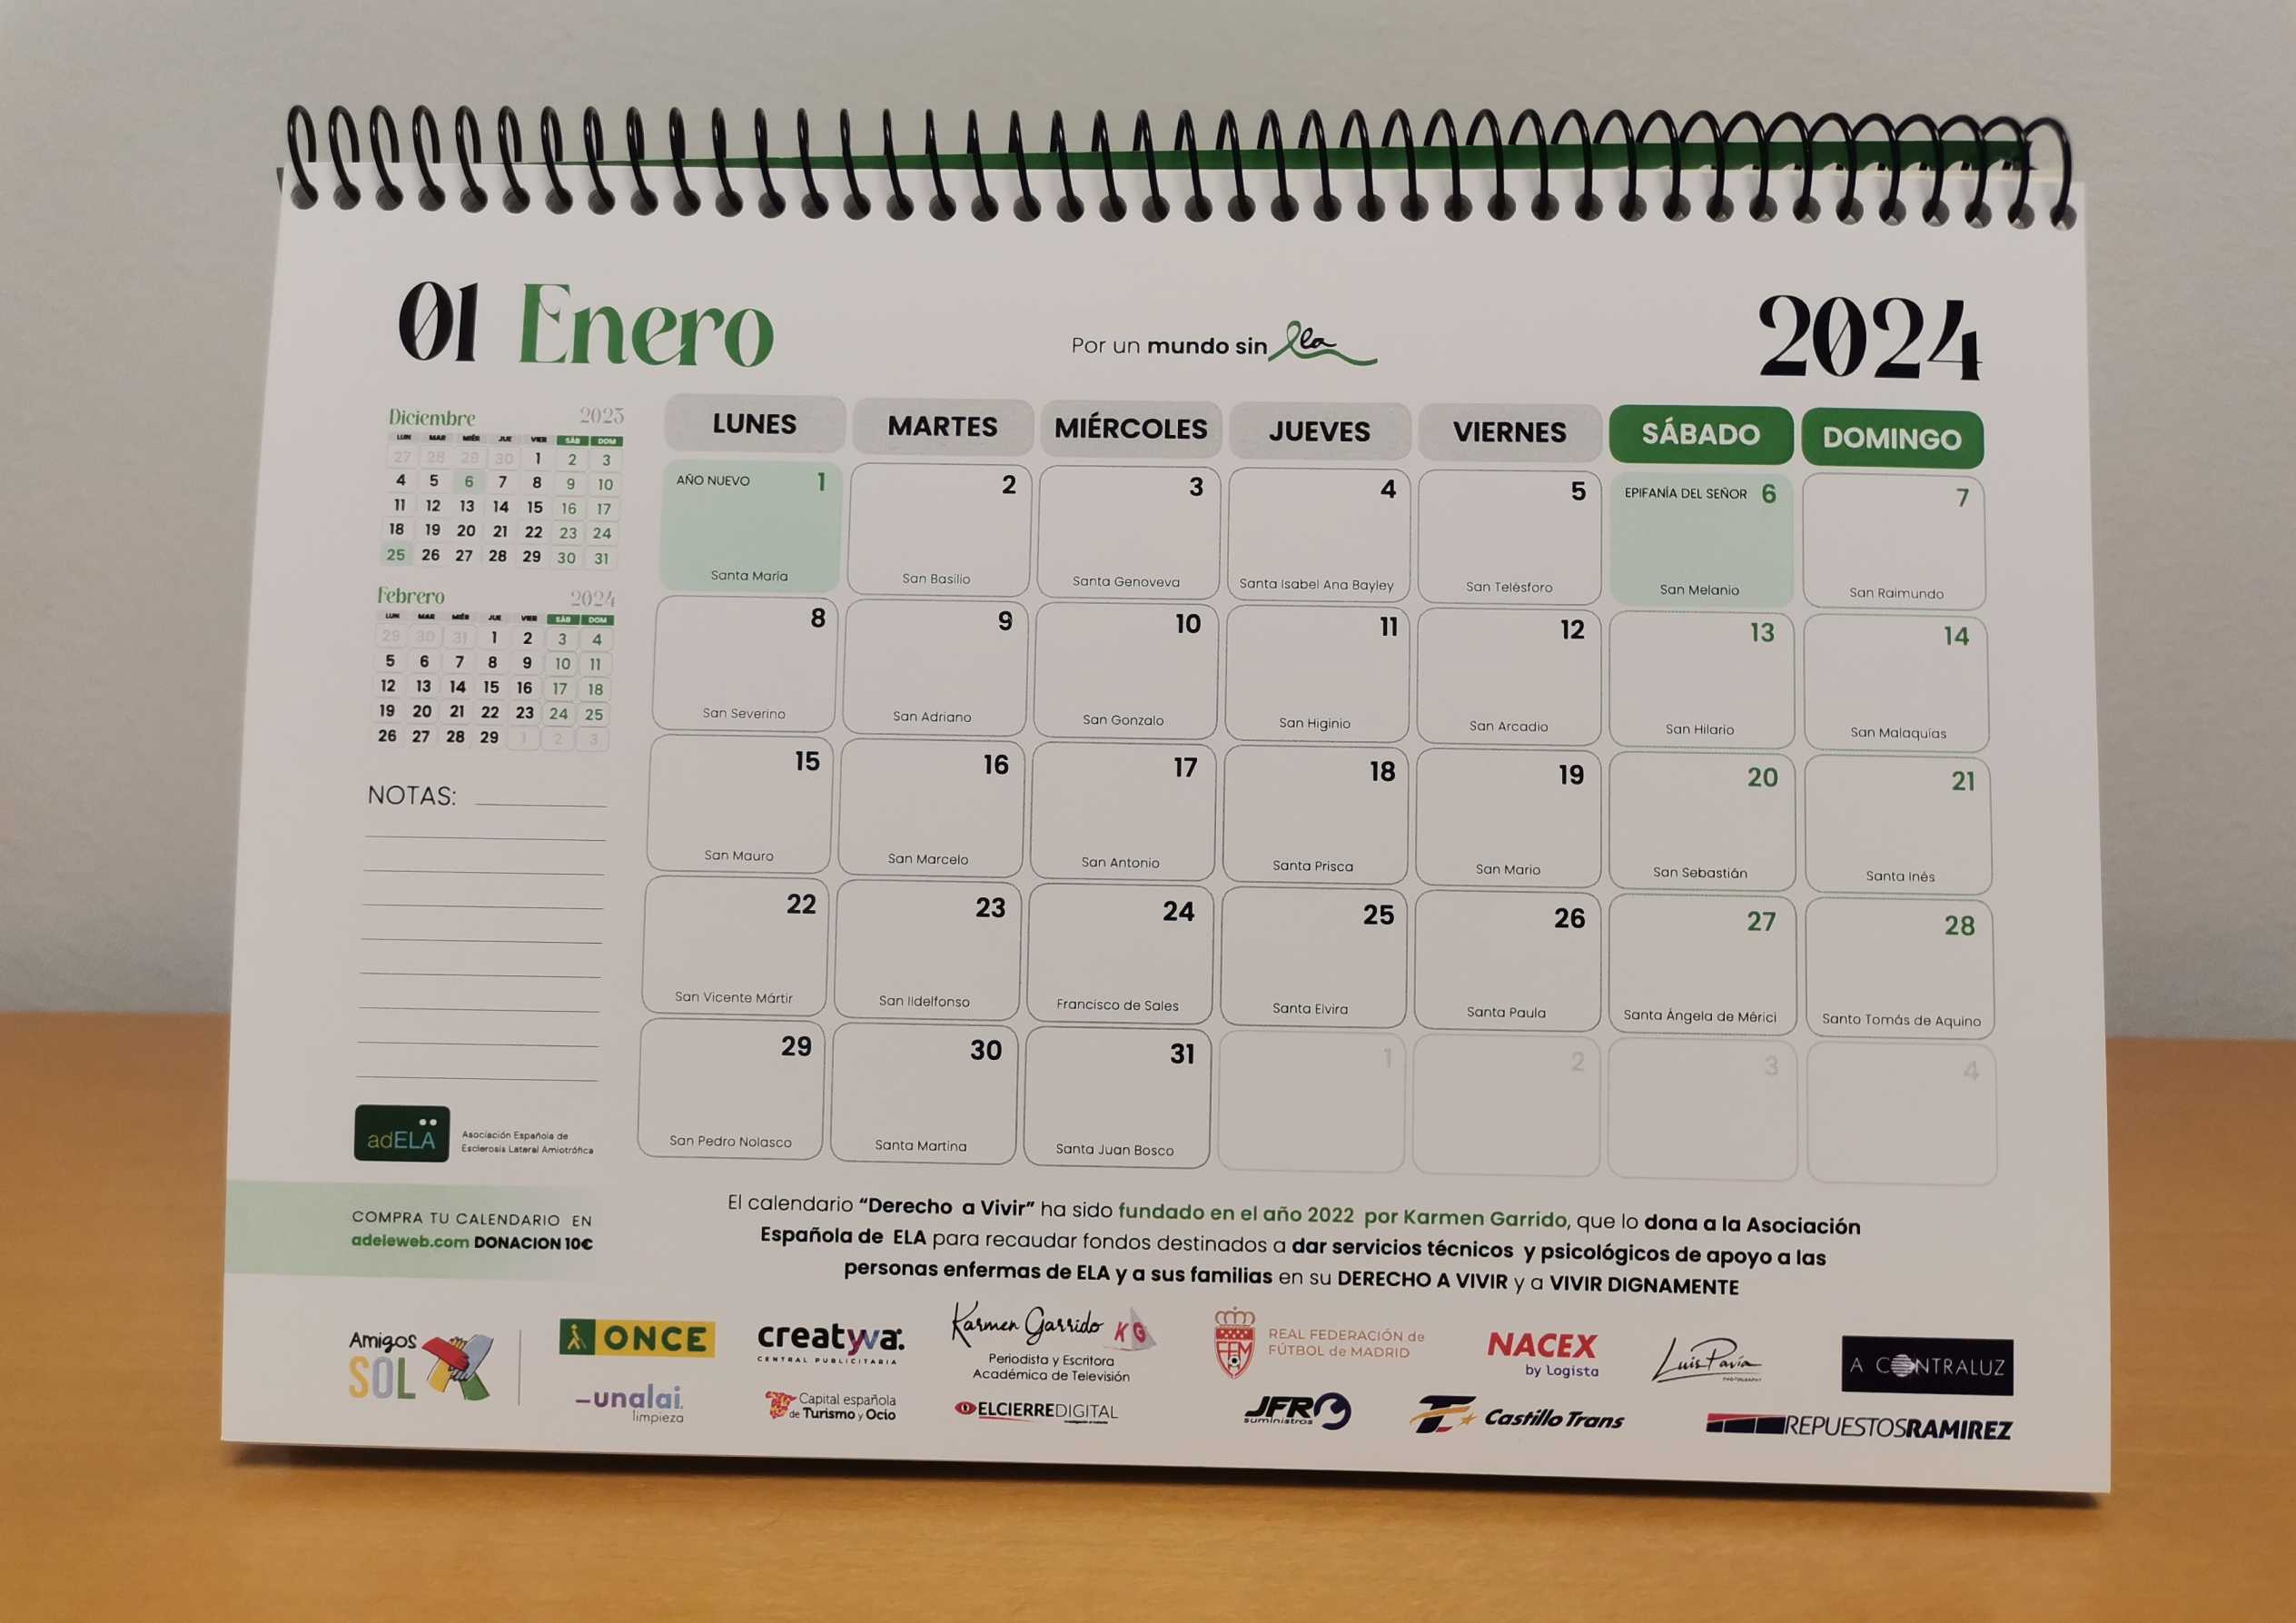 01 Enero
Por un mundo sin ela
2024
Diciembre 2023
LUN MAR MIÉR JUE VIER SÁB DOM
27 28 29 30 1 2 3
4 5 6 7 8 9 10
11 12 13 14 15 16 17
18 19 20 21 22 23 24
25 26 27 28 29 30 31
Febrero 2024
LUN MAR MIÉR JUE VIER SÁB DOM
29 30 31 1 2 3 4
5 6 7 8 9 10 11
12 13 14 15 16 17 18
19 20 21 22 23 24 25
26 27 28 29 1 2 3
NOTAS:
adELA
Asociación Española de
Esclerosis Lateral Amiotrófica
COMPRA TU CALENDARIO EN
adeleweb.com DONACION 10€
LUNES MARTES MIÉRCOLES JUEVES VIERNES SÁBADO DOMINGO
AÑO NUEVO 1 2 3 4 5 EPIFANÍA DEL SEÑOR 6 7
Santa María San Basilio Santa Genoveva Santa Isabel Ana Bayley San Telésforo San Melanio San Raimundo
8 9 10 11 12 13 14
San Severino San Adriano San Gonzalo San Higinio San Arcadio San Hilario San Malaquías
15 16 17 18 19 20 21
San Mauro San Marcelo San Antonio Santa Prisca San Mario San Sebastián Santa Inés
22 23 24 25 26 27 28
San Vicente Mártir San Ildelfonso Francisco de Sales Santa Elvira Santa Paula Santa Ángela de Mérici Santo Tomás de Aquino
29 30 31 1 2 3 4
San Pedro Nolasco Santa Martina Santa Juan Bosco
El calendario “Derecho a Vivir” ha sido fundado en el año 2022 por Karmen Garrido, que lo dona a la Asociación
Española de ELA para recaudar fondos destinados a dar servicios técnicos y psicológicos de apoyo a las
personas enfermas de ELA y a sus familias en su DERECHO A VIVIR y a VIVIR DIGNAMENTE
Amigos
SOL
ONCE
creatyva.
CENTRAL PUBLICITARIA
Karmen Garrido KG
Periodista y Escritora
Académica de Televisión
FFM
REAL FEDERACIÓN de
FÚTBOL de MADRID
NACEX
by Logista
Luis Pavía
PHOTOGRAPHY
A CONTRALUZ
unalai.
limpieza
Capital española
de Turismo y Ocio
ELCIERREDIGITAL
JFR
suministros
Castillo Trans
REPUESTOSRAMIREZ